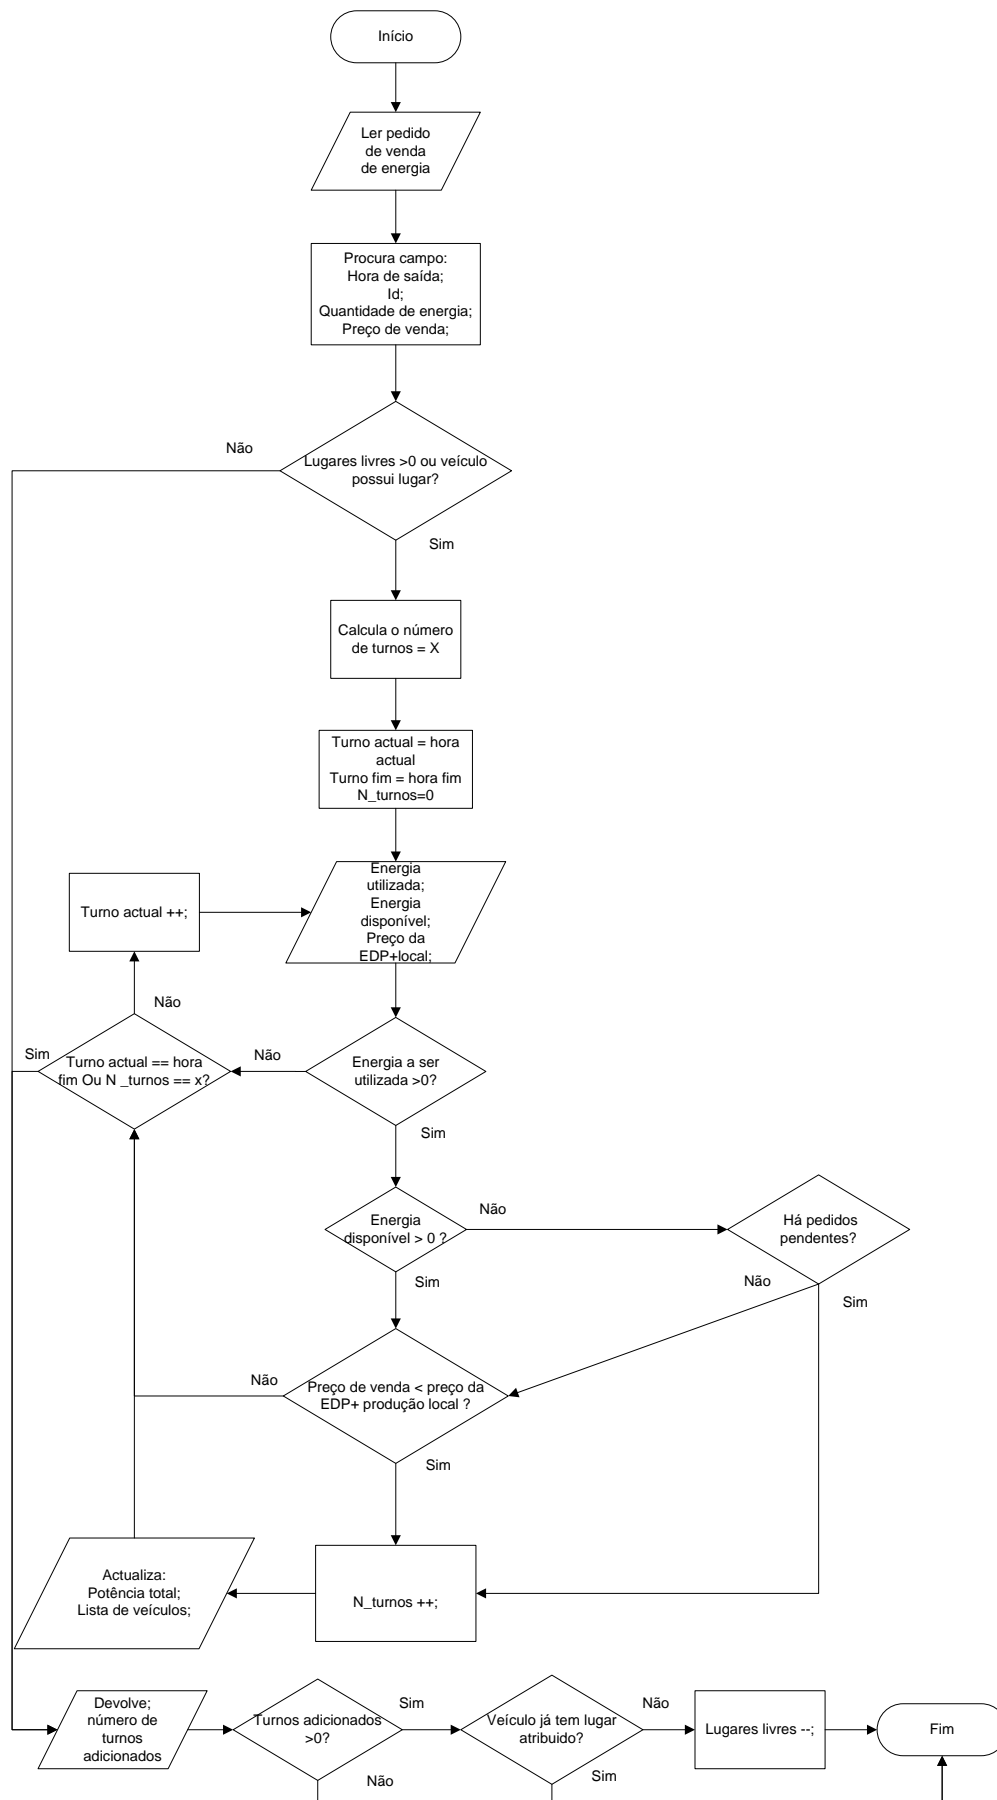 Início
Ler pedido
de venda
de energia
Procura campo:
Hora de saída;
Id;
Quantidade de energia;
Preço de venda;
Não
Lugares livres >0 ou veículo
possui lugar?
Sim
Calcula o número
de turnos = X
Turno actual = hora
actual
Turno fim = hora fim
N_turnos=0
Turno actual ++;
Energia
utilizada;
Energia
disponível;
Preço da
EDP+local;
Não
Sim
Turno actual == hora
fim Ou N _turnos == x?
Não
Energia a ser
utilizada >0?
Sim
Energia
disponível > 0 ?
Não
Há pedidos
pendentes?
Sim
Não
Sim
Não
Preço de venda < preço da
EDP+ produção local ?
Sim
Actualiza:
Potência total;
Lista de veículos;
N_turnos ++;
Devolve;
número de
turnos
adicionados
Turnos adicionados
>0?
Sim
Não
Veículo já tem lugar
atribuido?
Não
Sim
Lugares livres --;
Fim